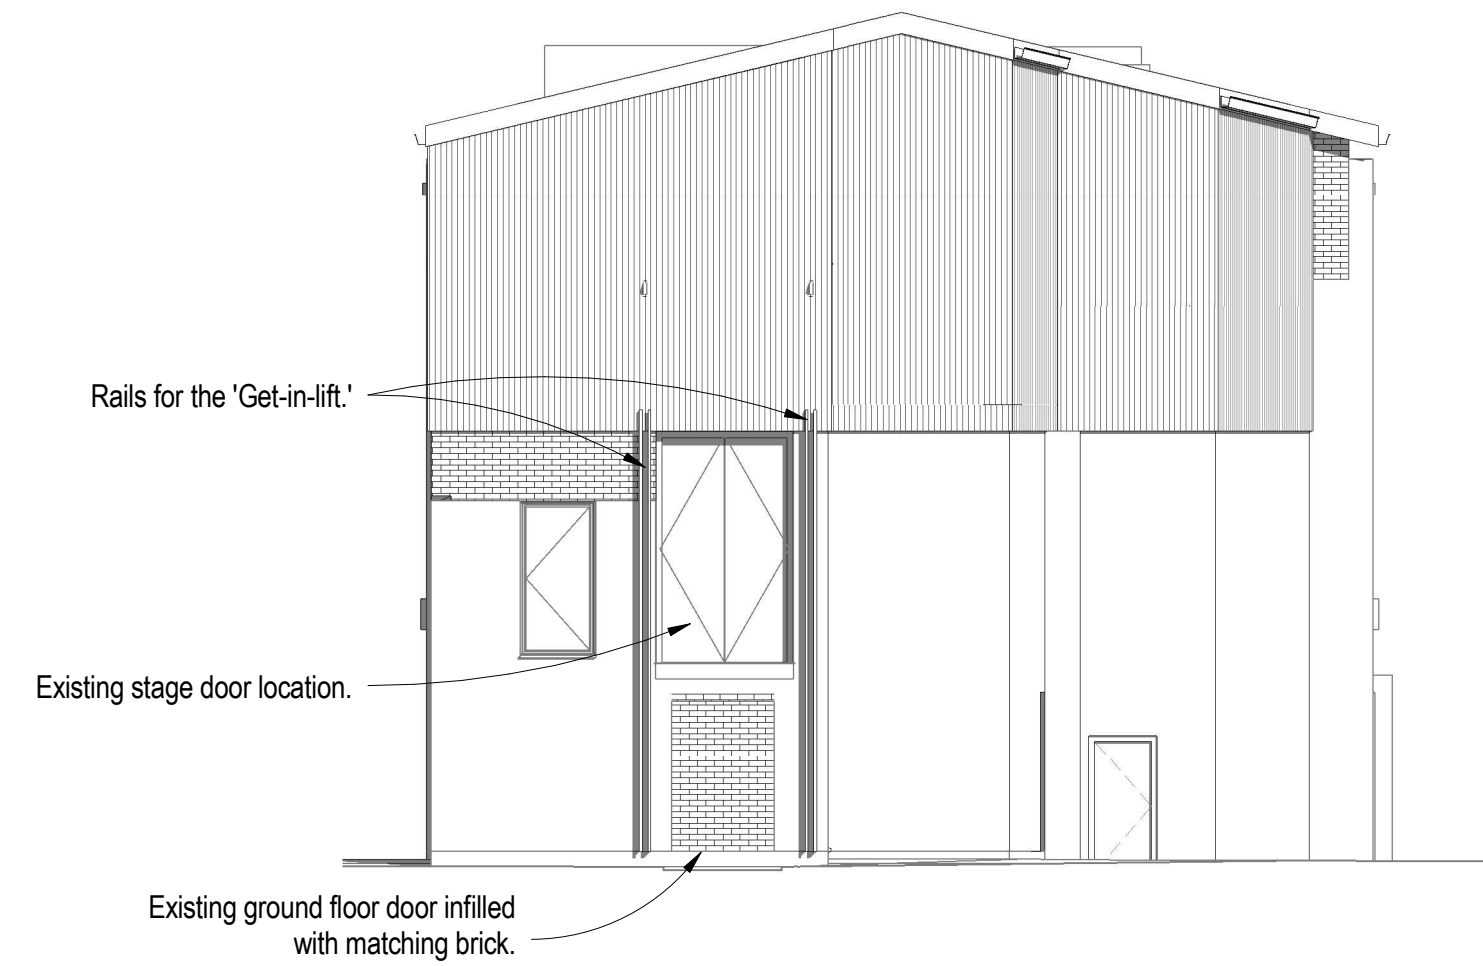 Rails for the 'Get-in-lift.'
Existing stage door location.
Existing ground floor door infilled
with matching brick.